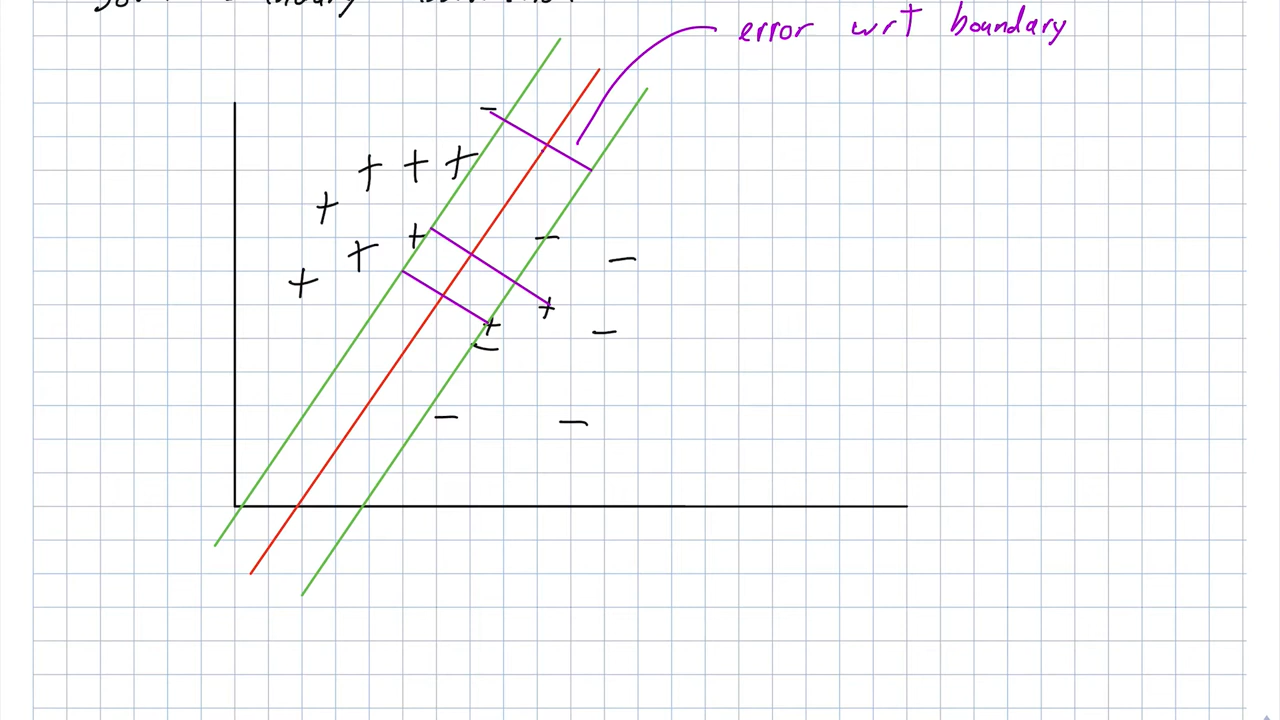 error wrt boundary
+ + +
+
+ + +
+ +
- - - - - - -